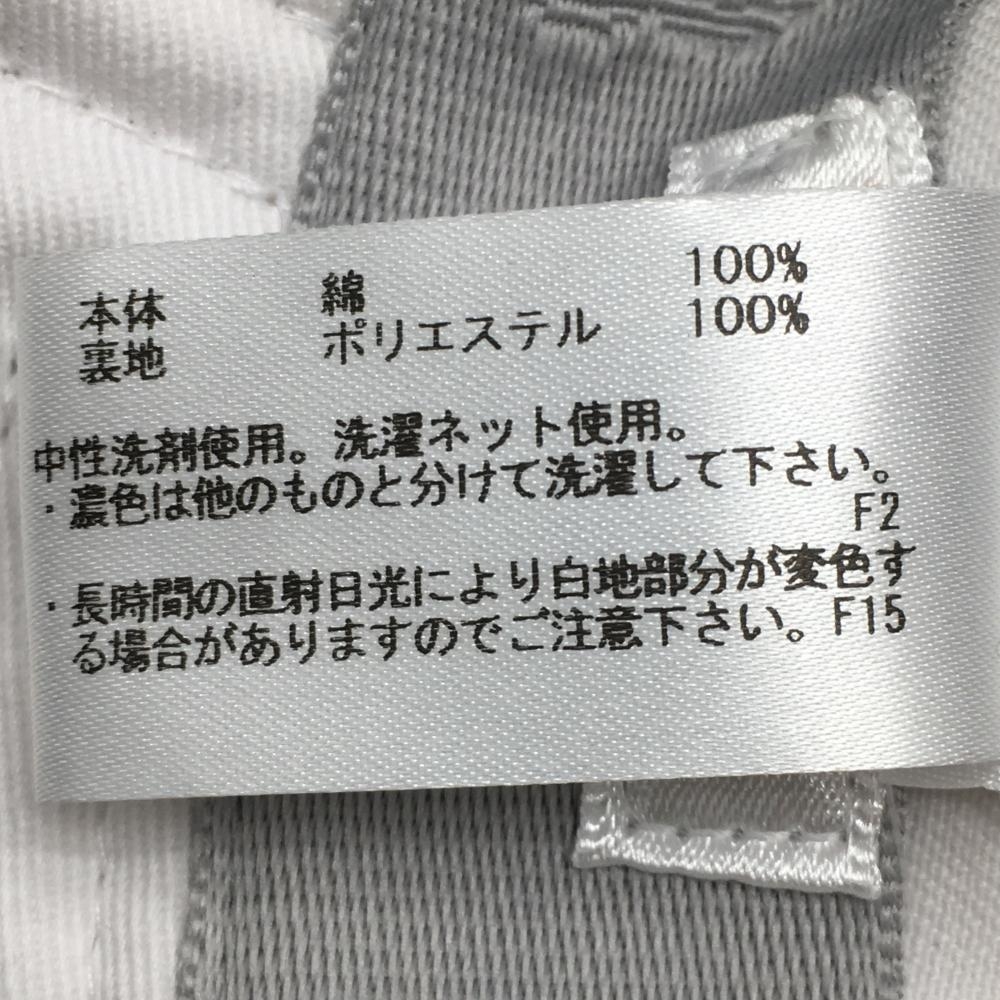 本体 綿 100%
裏地 ポリエステル 100%
中性洗剤使用。洗濯ネット使用。
・濃色は他のものと分けて洗濯して下さい。
F2
・長時間の直射日光により白地部分が変色す
る場合がありますのでご注意下さい。F15